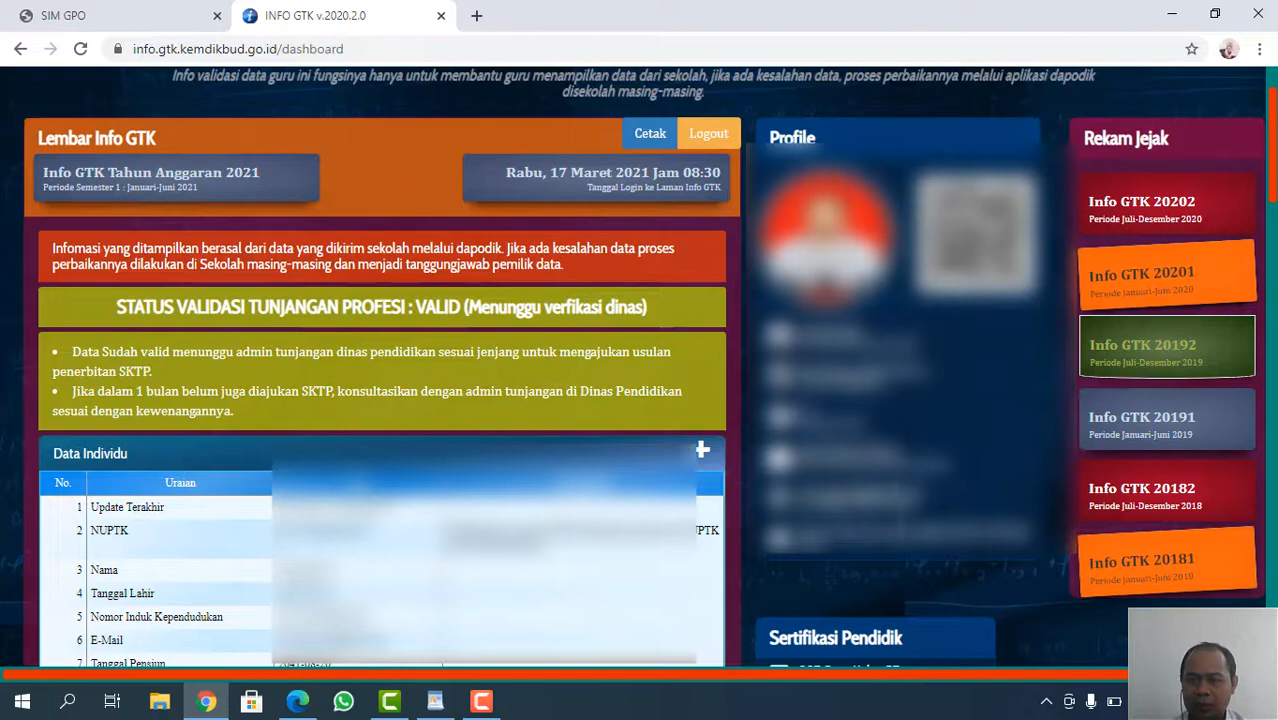 SIM GPO
INFO GTK v.2020.2.0
info.gtk.kemdikbud.go.id/dashboard
Info validasi data guru ini fungsinya hanya untuk membantu guru menampilkan data dari sekolah, jika ada kesalahan data, proses perbaikannya melalui aplikasi dapodik
disekolah masing-masing.
Lembar Info GTK
Cetak
Logout
Info GTK Tahun Anggaran 2021
Periode Semester 1 : Januari-Juni 2021
Rabu, 17 Maret 2021 Jam 08:30
Tanggal Login ke Laman Info GTK
Infomasi yang ditampilkan berasal dari data yang dikirim sekolah melalui dapodik. Jika ada kesalahan data proses
perbaikannya dilakukan di Sekolah masing-masing dan menjadi tanggungjawab pemilik data.
STATUS VALIDASI TUNJANGAN PROFESI : VALID (Menunggu verfikasi dinas)
• Data Sudah valid menunggu admin tunjangan dinas pendidikan sesuai jenjang untuk mengajukan usulan
penerbitan SKTP.
• Jika dalam 1 bulan belum juga diajukan SKTP, konsultasikan dengan admin tunjangan di Dinas Pendidikan
sesuai dengan kewenangannya.
Data Individu
No. Uraian
1 Update Terakhir
2 NUPTK
3 Nama
4 Tanggal Lahir
5 Nomor Induk Kependudukan
6 E-Mail
7 Tanggal Pensiun
Profile
Sertifikasi Pendidik
Rekam Jejak
Info GTK 20202
Periode Juli-Desember 2020
Info GTK 20201
Periode Januari-Juni 2020
Info GTK 20192
Periode Juli-Desember 2019
Info GTK 20191
Periode Januari-Juni 2019
Info GTK 20182
Periode Juli-Desember 2018
Info GTK 20181
Periode Januari-Juni 2018